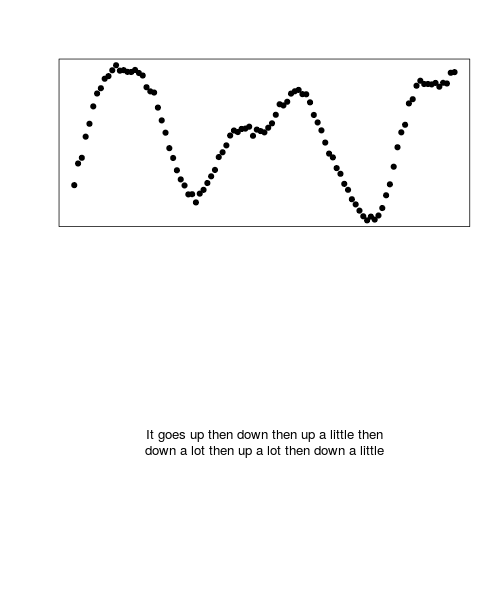 It goes up then down then up a little then
down a lot then up a lot then down a little